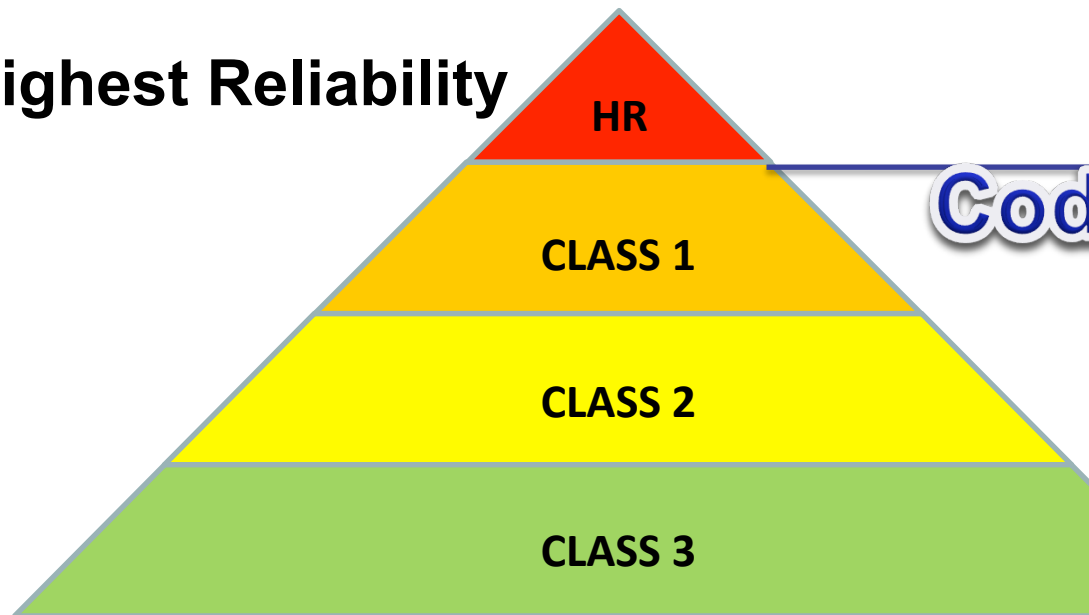 ighest Reliability
HR
Cod
CLASS 1
CLASS 2
CLASS 3